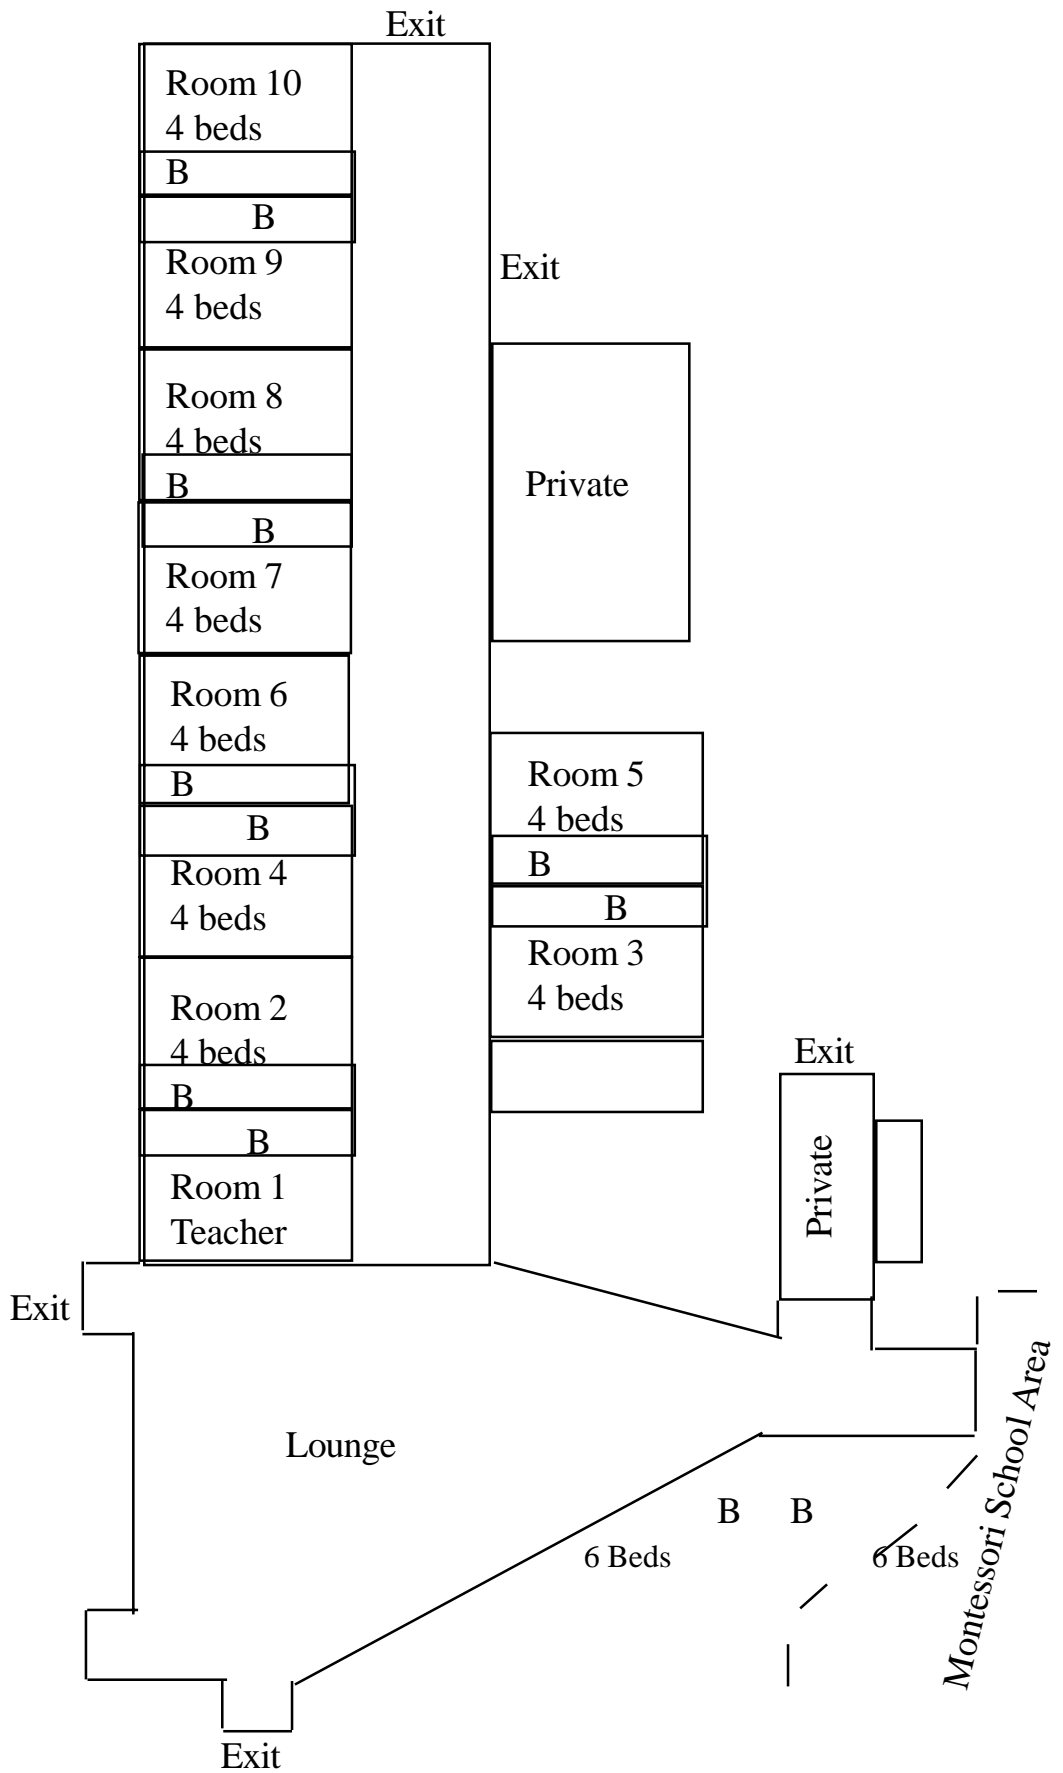 Exit
Room 10
4 beds
B
B
Room 9
4 beds
Exit
Room 8
4 beds
B
Private
B
Room 7
4 beds
Room 6
4 beds
B
Room 5
4 beds
B
B
B
Room 4
4 beds
Room 3
4 beds
Room 2
4 beds
B
B
Exit
Private
Room 1
Teacher
Exit
Lounge
B
B
6 Beds
6 Beds
Montessori School Area
Exit